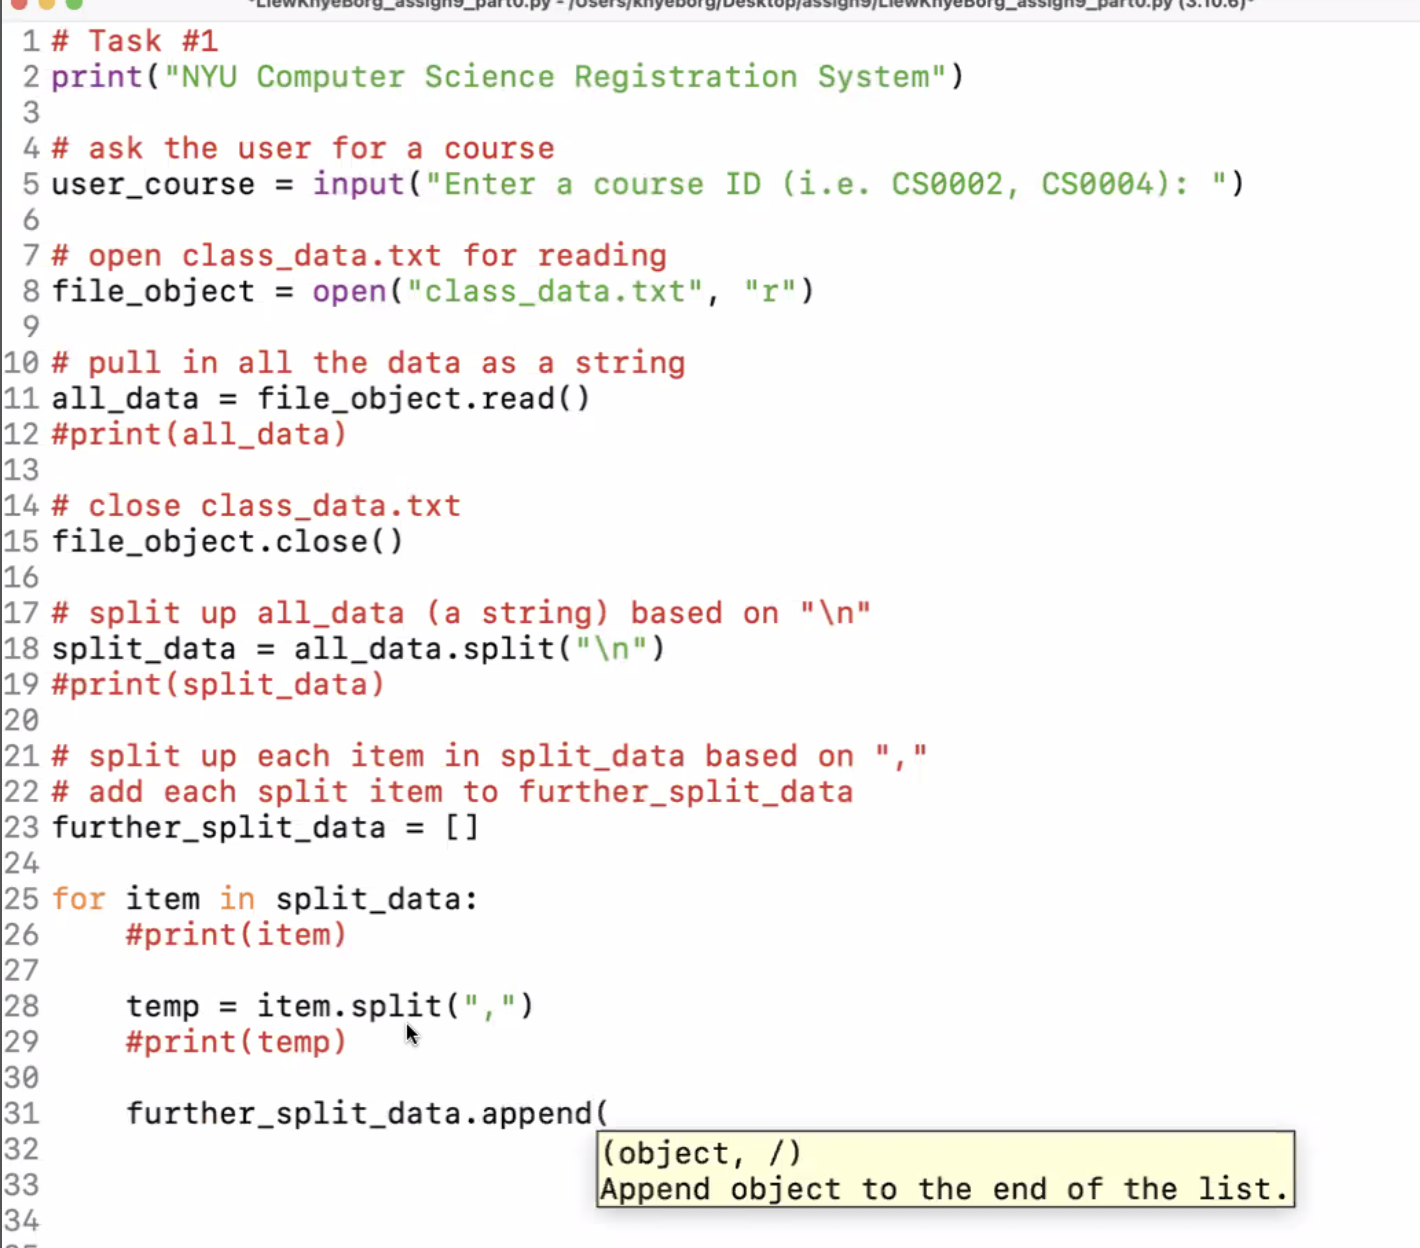 *LiewKhyeBorg_assign9_part0.py - /Users/khyeborg/Desktop/assign9/LiewKhyeBorg_assign9_part0.py (3.10.6)*
1 # Task #1
2 print("NYU Computer Science Registration System")
3
4 # ask the user for a course
5 user_course = input("Enter a course ID (i.e. CS0002, CS0004): ")
6
7 # open class_data.txt for reading
8 file_object = open("class_data.txt", "r")
9
10 # pull in all the data as a string
11 all_data = file_object.read()
12 #print(all_data)
13
14 # close class_data.txt
15 file_object.close()
16
17 # split up all_data (a string) based on "\n"
18 split_data = all_data.split("\n")
19 #print(split_data)
20
21 # split up each item in split_data based on ","
22 # add each split item to further_split_data
23 further_split_data = []
24
25 for item in split_data:
26     #print(item)
27
28     temp = item.split(",")
29     #print(temp)
30
31     further_split_data.append(
32 (object, /)
33 Append object to the end of the list.
34